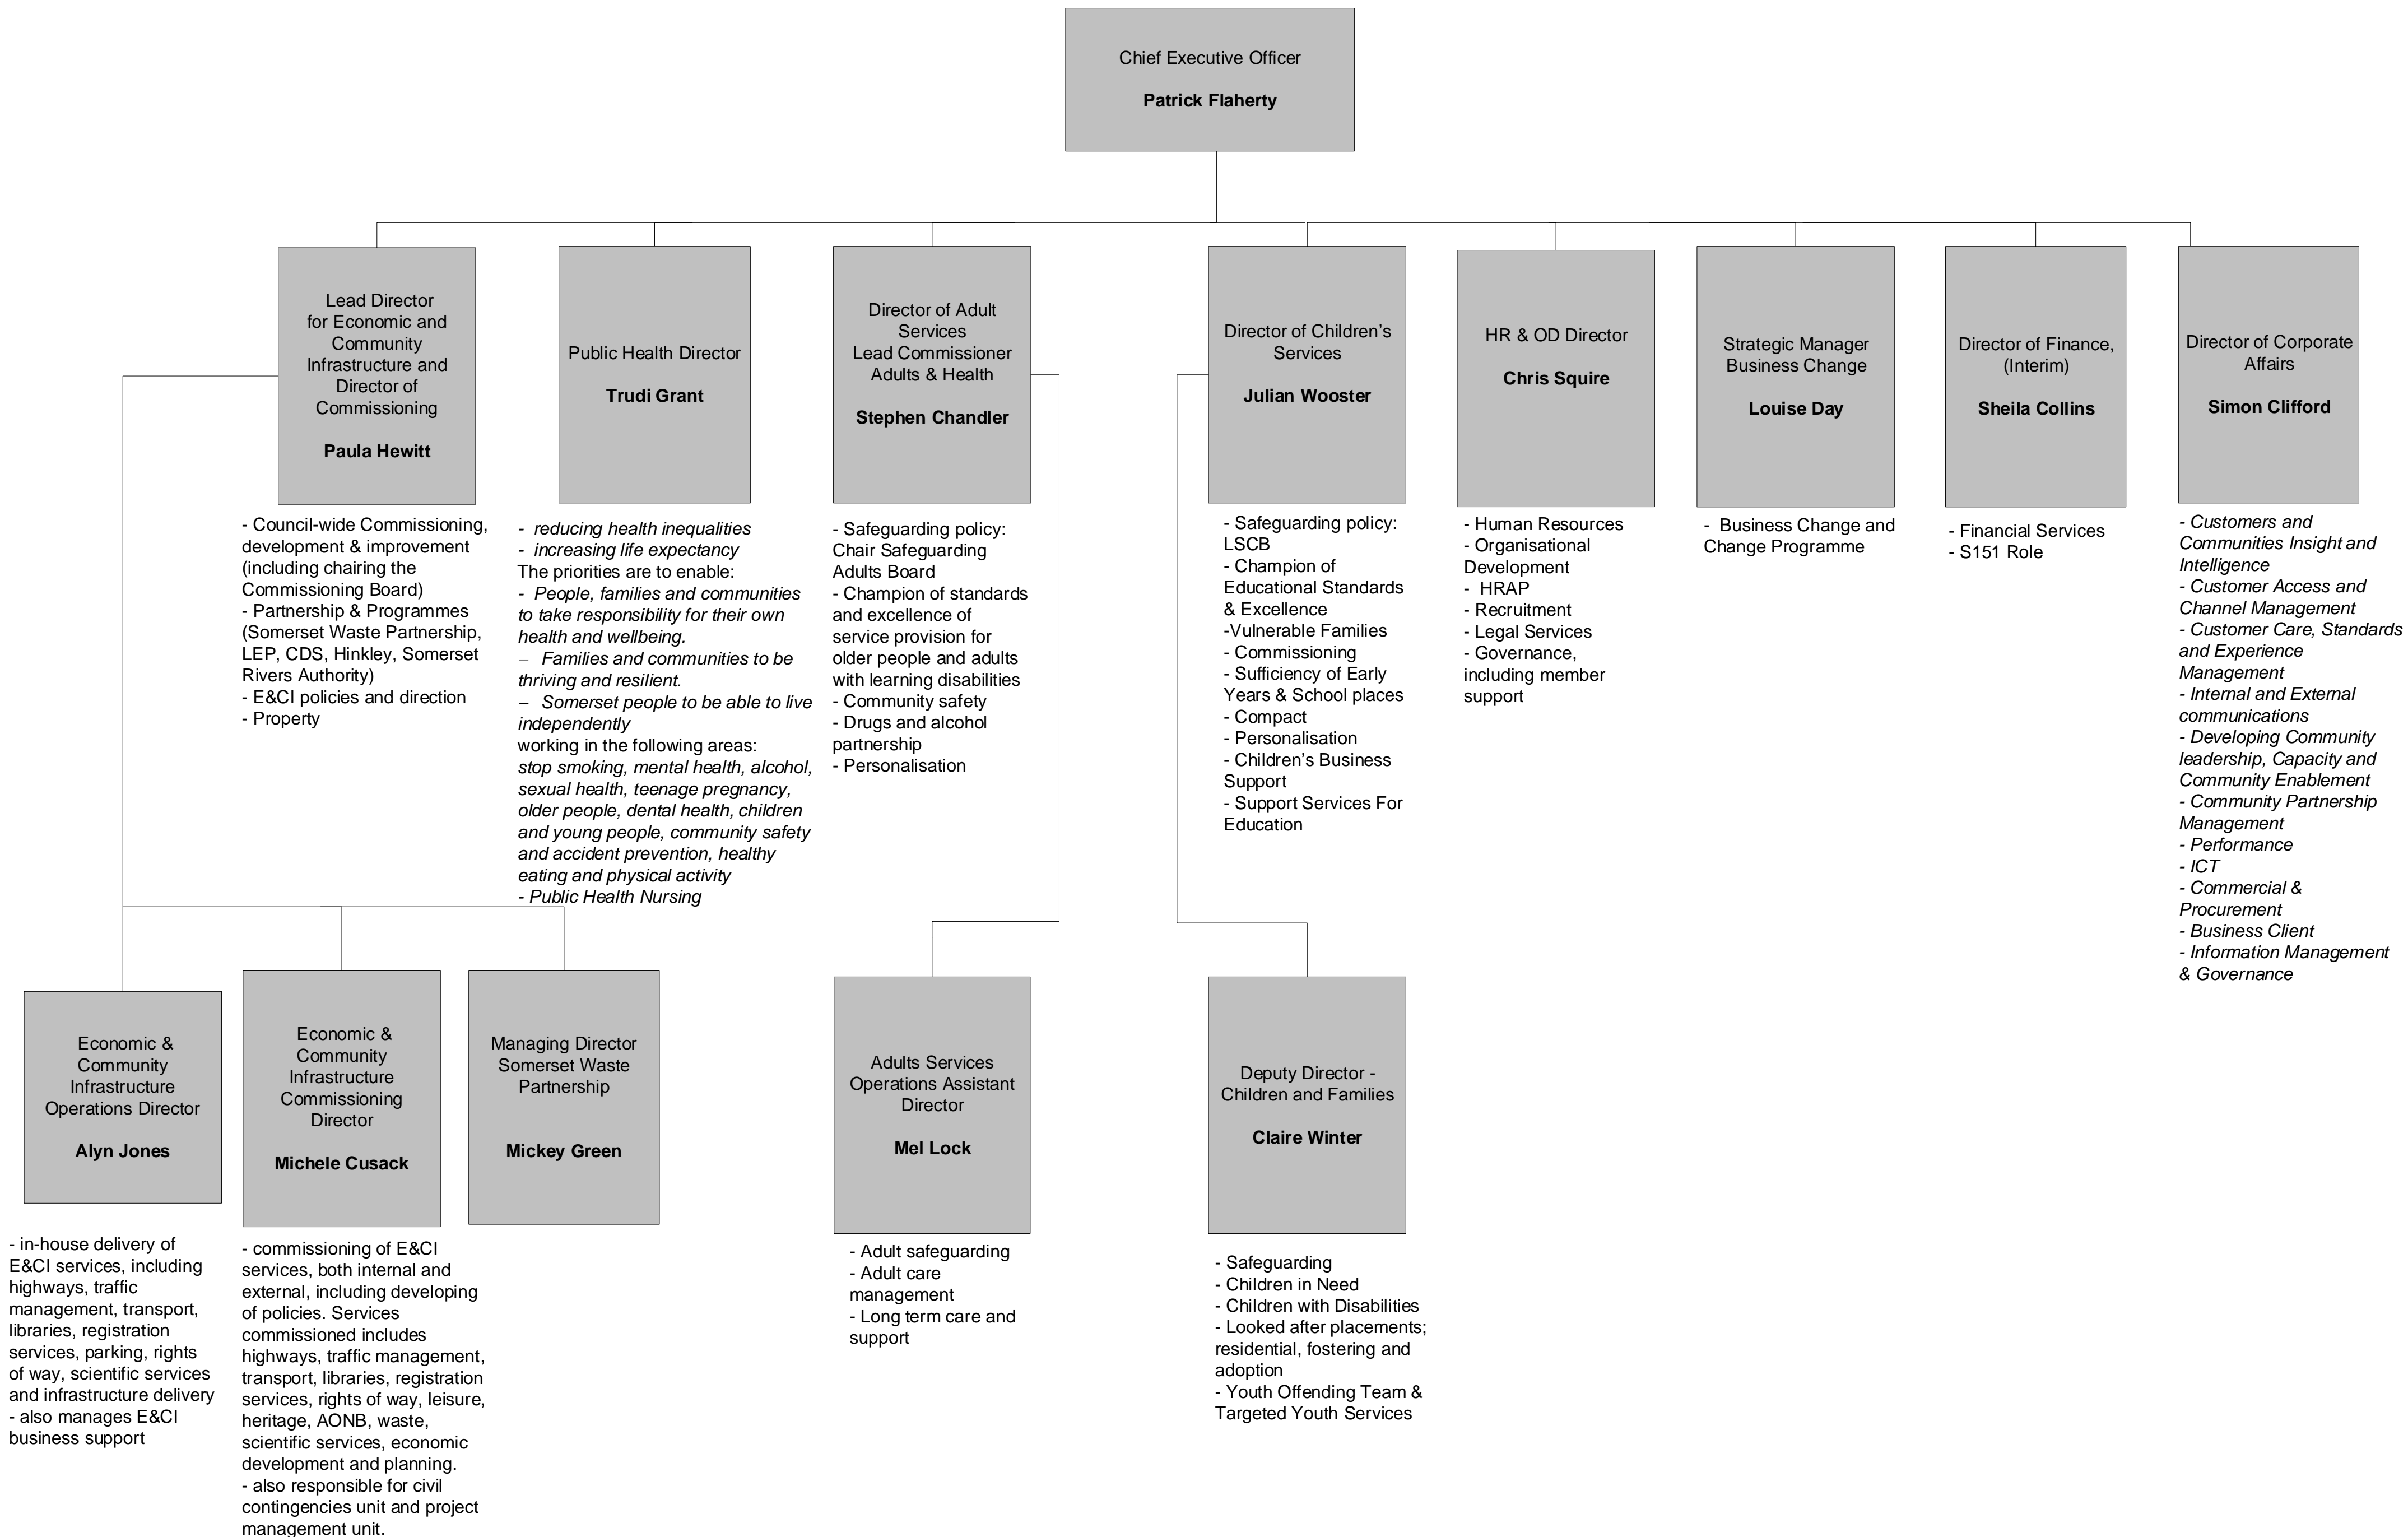 Chief Executive Officer
Patrick Flaherty
Lead Director
for Economic and
Community
Infrastructure and
Director of
Commissioning
Paula Hewitt
- Council-wide Commissioning,
development & improvement
(including chairing the
Commissioning Board)
- Partnership & Programmes
(Somerset Waste Partnership,
LEP, CDS, Hinkley, Somerset
Rivers Authority)
- E&CI policies and direction
- Property
Public Health Director
Trudi Grant
- reducing health inequalities
- increasing life expectancy
The priorities are to enable:
- People, families and communities
to take responsibility for their own
health and wellbeing.
– Families and communities to be
thriving and resilient.
– Somerset people to be able to live
independently
working in the following areas:
stop smoking, mental health, alcohol,
sexual health, teenage pregnancy,
older people, dental health, children
and young people, community safety
and accident prevention, healthy
eating and physical activity
- Public Health Nursing
Director of Adult
Services
Lead Commissioner
Adults & Health
Stephen Chandler
- Safeguarding policy:
Chair Safeguarding
Adults Board
- Champion of standards
and excellence of
service provision for
older people and adults
with learning disabilities
- Community safety
- Drugs and alcohol
partnership
- Personalisation
Director of Children’s
Services
Julian Wooster
- Safeguarding policy:
LSCB
- Champion of
Educational Standards
& Excellence
-Vulnerable Families
- Commissioning
- Sufficiency of Early
Years & School places
- Compact
- Personalisation
- Children’s Business
Support
- Support Services For
Education
HR & OD Director
Chris Squire
- Human Resources
- Organisational
Development
- HRAP
- Recruitment
- Legal Services
- Governance,
including member
support
Strategic Manager
Business Change
Louise Day
- Business Change and
Change Programme
Director of Finance,
(Interim)
Sheila Collins
- Financial Services
- S151 Role
Director of Corporate
Affairs
Simon Clifford
- Customers and
Communities Insight and
Intelligence
- Customer Access and
Channel Management
- Customer Care, Standards
and Experience
Management
- Internal and External
communications
- Developing Community
leadership, Capacity and
Community Enablement
- Community Partnership
Management
- Performance
- ICT
- Commercial &
Procurement
- Business Client
- Information Management
& Governance
Economic &
Community
Infrastructure
Operations Director
Alyn Jones
- in-house delivery of
E&CI services, including
highways, traffic
management, transport,
libraries, registration
services, parking, rights
of way, scientific services
and infrastructure delivery
- also manages E&CI
business support
Economic &
Community
Infrastructure
Commissioning
Director
Michele Cusack
- commissioning of E&CI
services, both internal and
external, including developing
of policies. Services
commissioned includes
highways, traffic management,
transport, libraries, registration
services, rights of way, leisure,
heritage, AONB, waste,
scientific services, economic
development and planning.
- also responsible for civil
contingencies unit and project
management unit.
Managing Director
Somerset Waste
Partnership
Mickey Green
Adults Services
Operations Assistant
Director
Mel Lock
- Adult safeguarding
- Adult care
management
- Long term care and
support
Deputy Director -
Children and Families
Claire Winter
- Safeguarding
- Children in Need
- Children with Disabilities
- Looked after placements;
residential, fostering and
adoption
- Youth Offending Team &
Targeted Youth Services